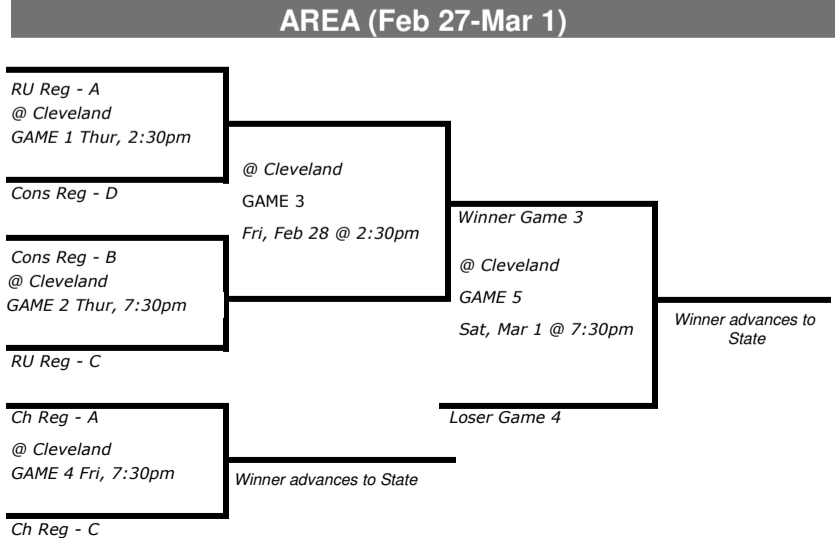 AREA (Feb 27-Mar 1)
RU Reg - A
@ Cleveland
GAME 1 Thur, 2:30pm
Cons Reg - D
@ Cleveland
GAME 3
Fri, Feb 28 @ 2:30pm
Cons Reg - B
@ Cleveland
GAME 2 Thur, 7:30pm
RU Reg - C
Winner Game 3
@ Cleveland
GAME 5
Sat, Mar 1 @ 7:30pm
Loser Game 4
Winner advances to
State
Ch Reg - A
@ Cleveland
GAME 4 Fri, 7:30pm
Ch Reg - C
Winner advances to State